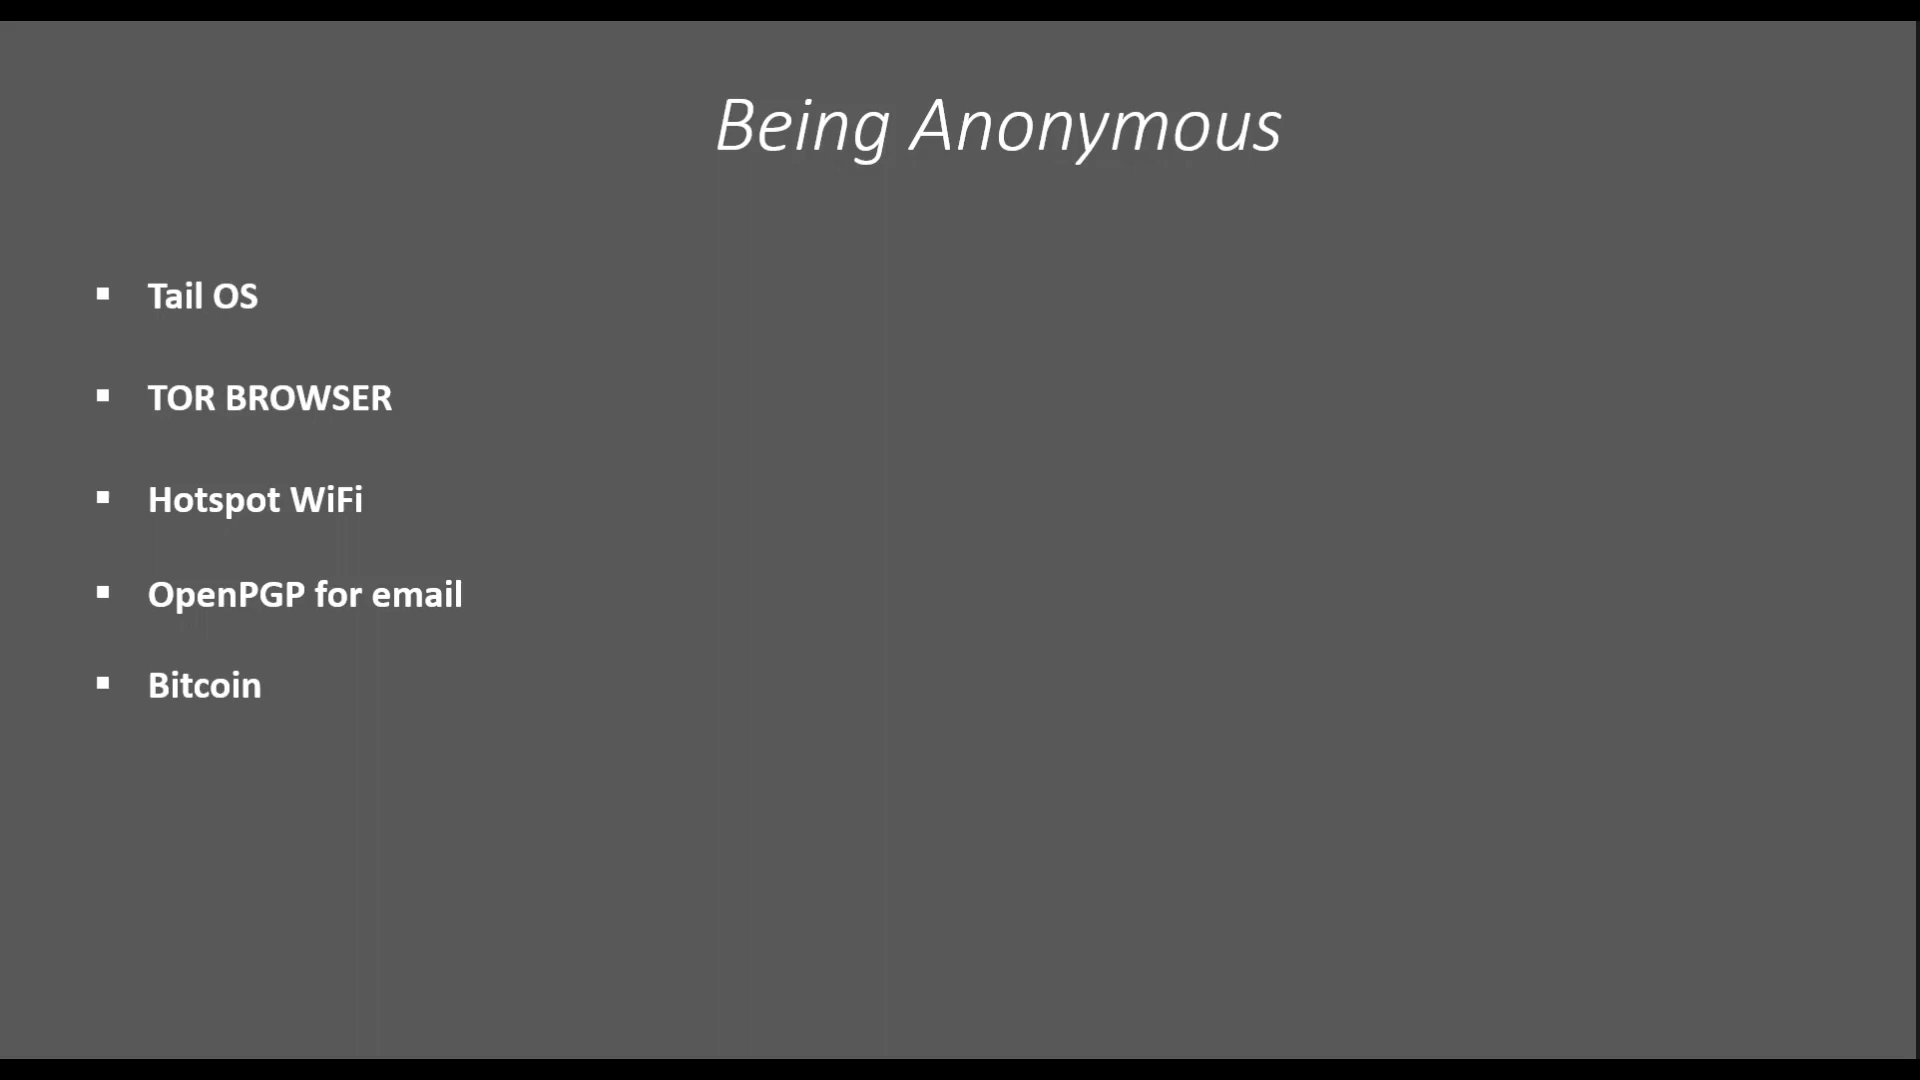 Being Anonymous
▪ Tail OS
▪ TOR BROWSER
▪ Hotspot WiFi
▪ OpenPGP for email
▪ Bitcoin